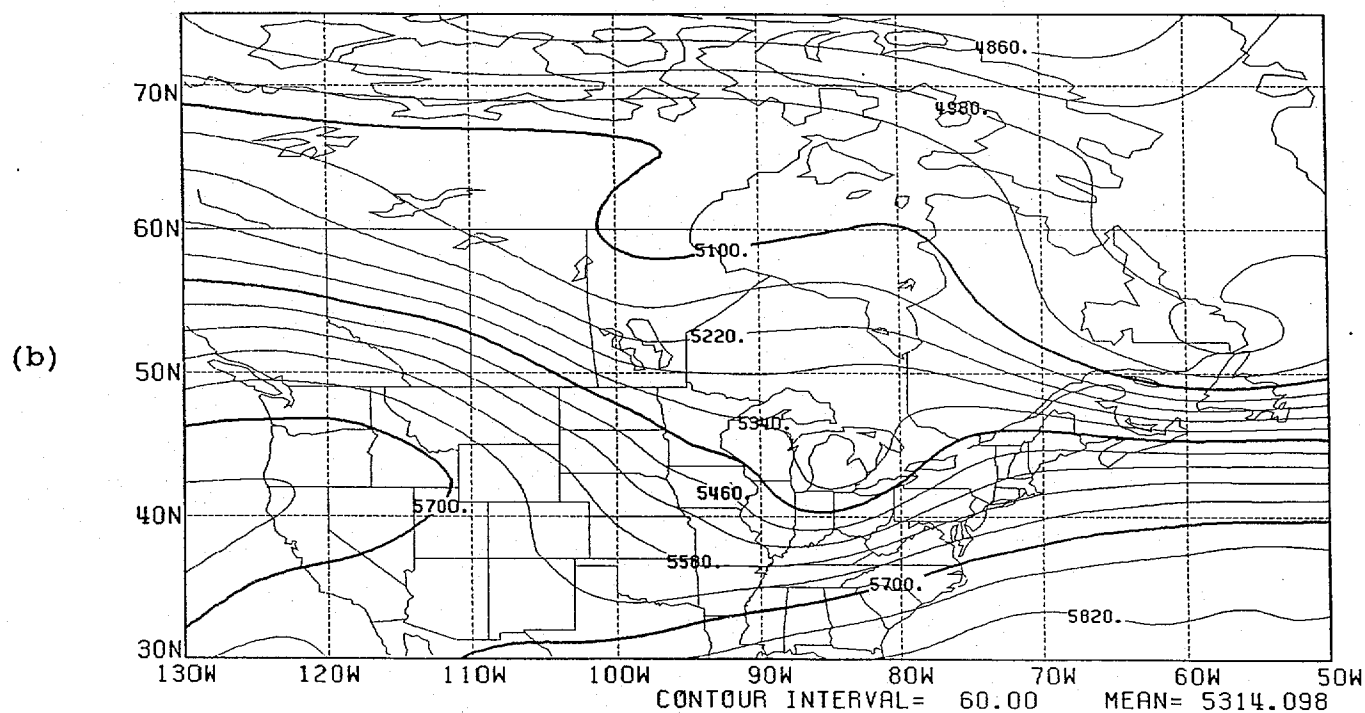 4860.
70N
4980.
60N
5100.
5220.
(b)
50N
5340.
5460.
5700.
40N
5580.
5700.
5820.
30N
130W 120W 110W 100W 90W 80W 70W 60W 50W
CONTOUR INTERVAL= 60.00 MEAN= 5314.098